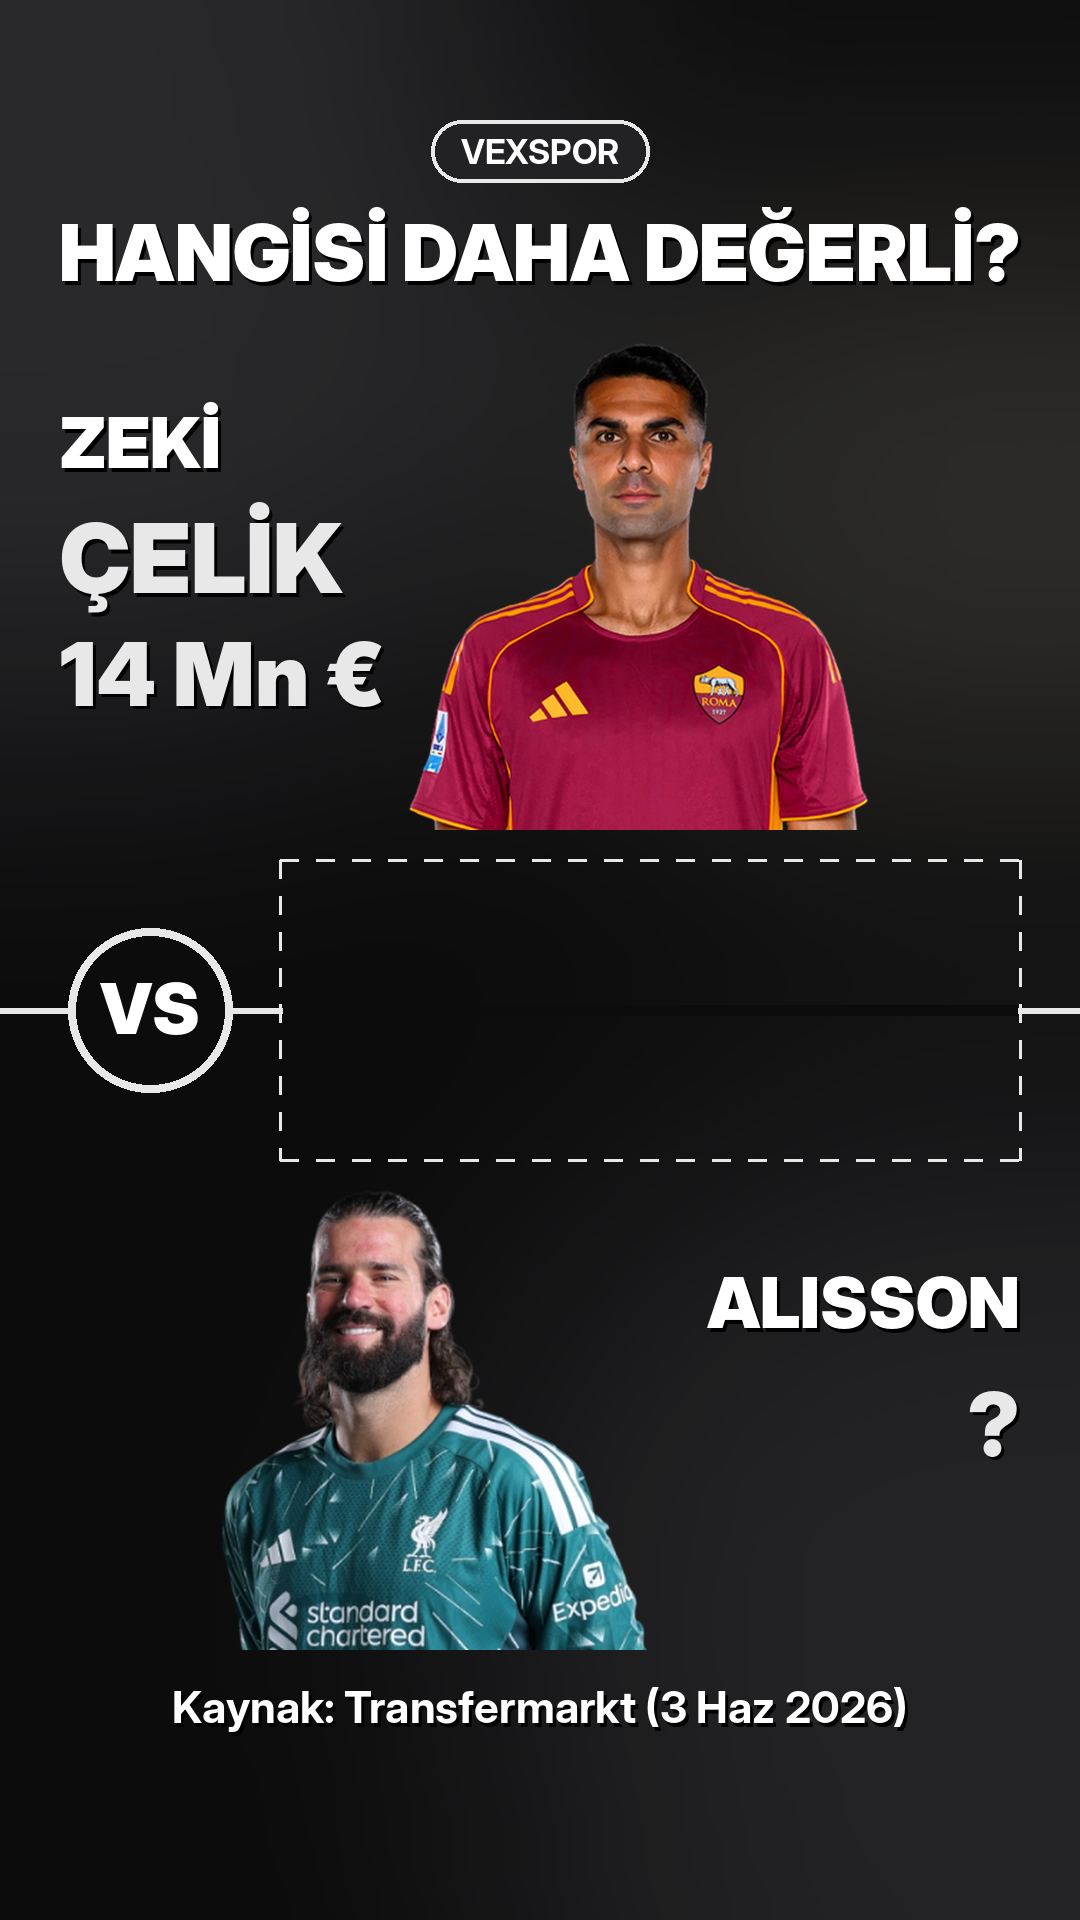 VEXSPOR
HANGİSİ DAHA DEĞERLİ?
ZEKİ
ÇELİK
14 Mn €
ROMA
1927
VS
ALISSON
?
L.F.C.
Expedia
standard
chartered
Kaynak: Transfermarkt (3 Haz 2026)